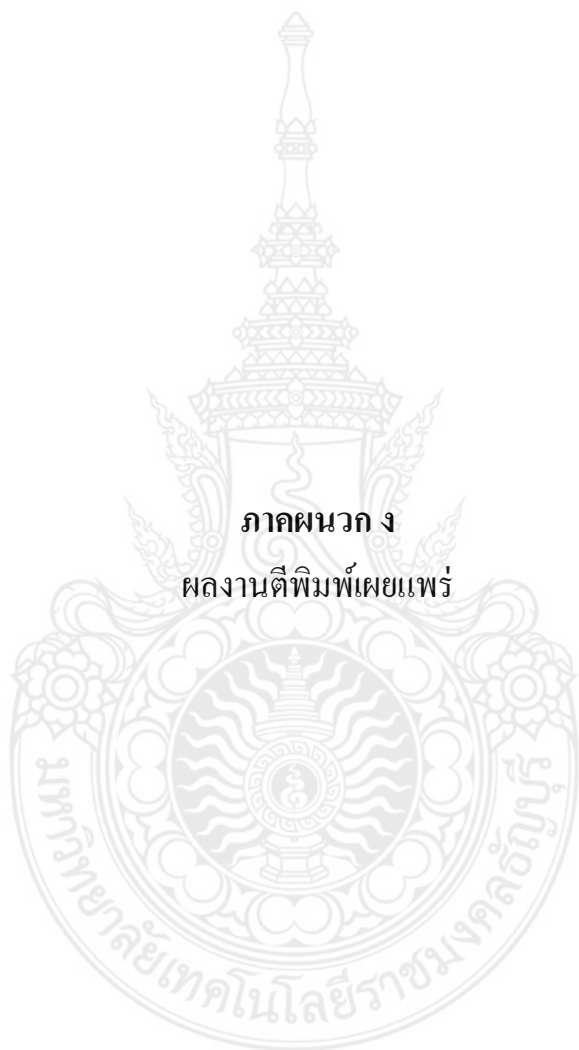 ภาคผนวก ง
ผลงานตีพิมพ์เผยแพร่
มหาวิทยาลัยเทคโนโลยีราชมงคลธัญบุรี